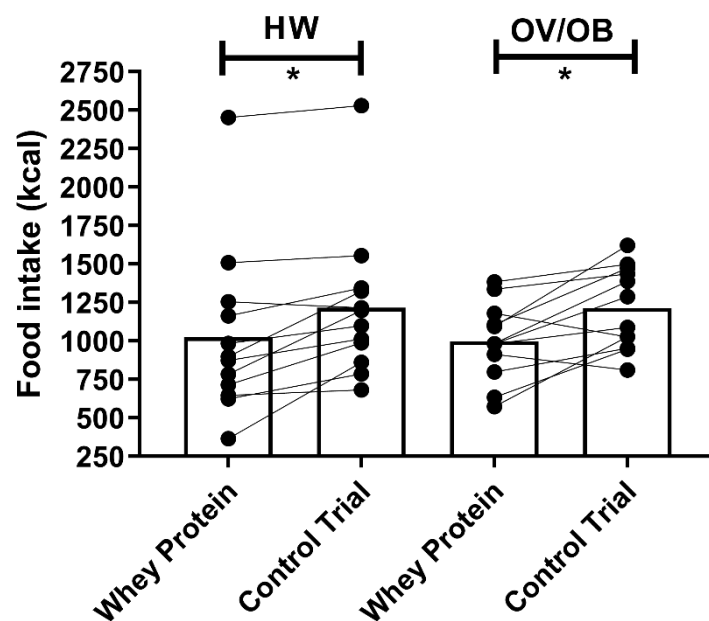 HW
OV/OB
*
*
2750
2500
2250
2000
1750
1500
1250
1000
750
500
250
Food intake (kcal)
Whey Protein
Control Trial
Whey Protein
Control Trial